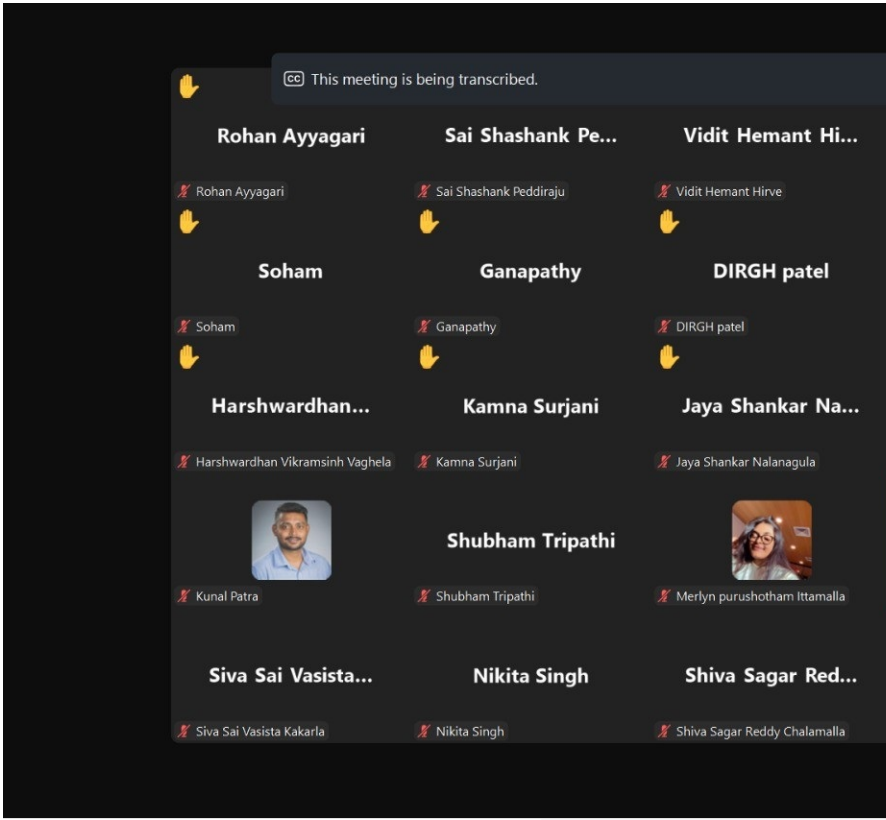 CC This meeting is being transcribed.
Rohan Ayyagari Sai Shashank Pe... Vidit Hemant Hi...
Rohan Ayyagari Sai Shashank Peddiraju Vidit Hemant Hirve
Soham Ganapathy DIRGH patel
Soham Ganapathy DIRGH patel
Harshwardhan... Kamna Surjani Jaya Shankar Na...
Harshwardhan Vikramsinh Vaghela Kamna Surjani Jaya Shankar Nalanagula
Shubham Tripathi
Kunal Patra Shubham Tripathi Merlyn purushotham Ittamalla
Siva Sai Vasista... Nikita Singh Shiva Sagar Red...
Siva Sai Vasista Kakarla Nikita Singh Shiva Sagar Reddy Chalamalla